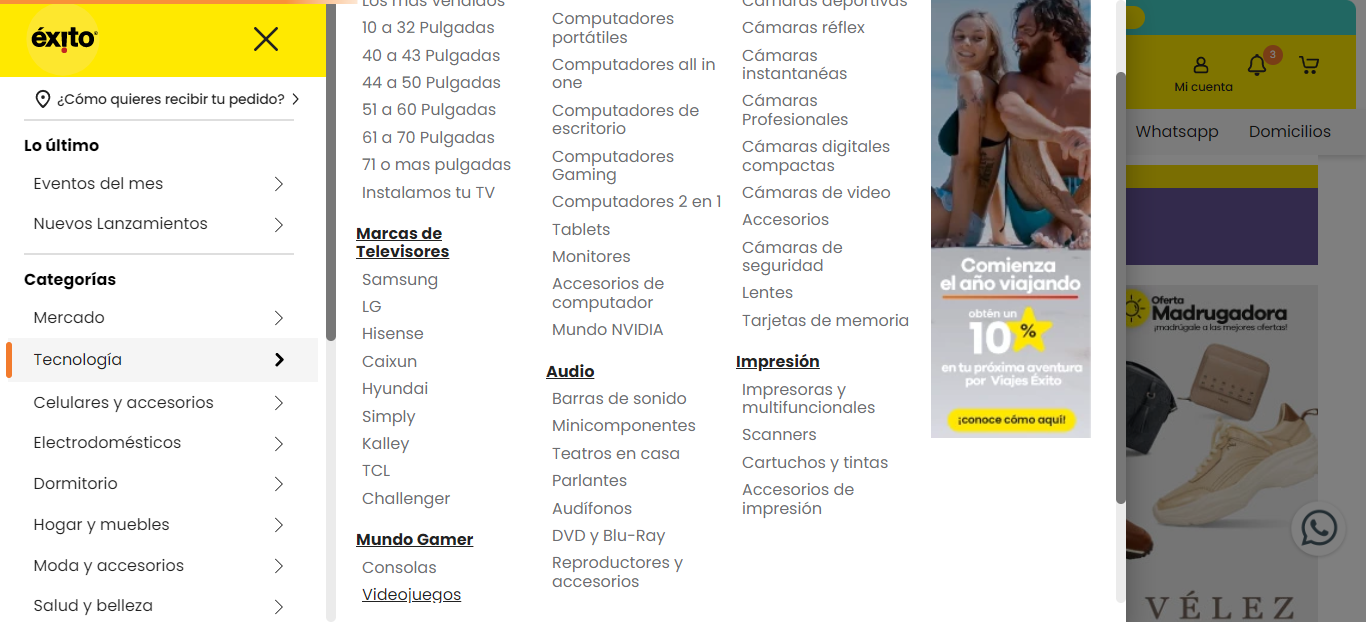 éxito
¿Cómo quieres recibir tu pedido?
Lo último
Eventos del mes
Nuevos Lanzamientos
Categorías
Mercado
Tecnología
Celulares y accesorios
Electrodomésticos
Dormitorio
Hogar y muebles
Moda y accesorios
Salud y belleza
Los más vendidos
10 a 32 Pulgadas
40 a 43 Pulgadas
44 a 50 Pulgadas
51 a 60 Pulgadas
61 a 70 Pulgadas
71 o mas pulgadas
Instalamos tu TV
Marcas de
Televisores
Samsung
LG
Hisense
Caixun
Hyundai
Simply
Kalley
TCL
Challenger
Mundo Gamer
Consolas
Videojuegos
Computadores
portátiles
Computadores all in
one
Computadores de
escritorio
Computadores
Gaming
Computadores 2 en 1
Tablets
Monitores
Accesorios de
computador
Mundo NVIDIA
Audio
Barras de sonido
Minicomponentes
Teatros en casa
Parlantes
Audífonos
DVD y Blu-Ray
Reproductores y
accesorios
Cámaras deportivas
Cámaras réflex
Cámaras
instantanéas
Cámaras
Profesionales
Cámaras digitales
compactas
Cámaras de video
Accesorios
Cámaras de
seguridad
Lentes
Tarjetas de memoria
Impresión
Impresoras y
multifuncionales
Scanners
Cartuchos y tintas
Accesorios de
impresión
Comienza
el año viajando
obtén un
10%
en tu próxima aventura
por Viajes Éxito
¡conoce cómo aquí!
3
Mi cuenta
Whatsapp
Domicilios
Oferta
Madrugadora
¡madrúgale a las mejores ofertas!
VÉLEZ